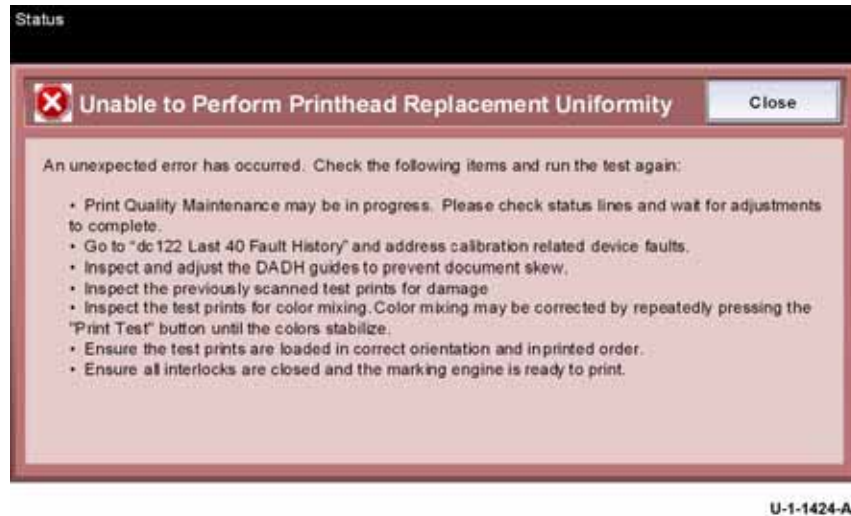 Status
Unable to Perform Printhead Replacement Uniformity
Close
An unexpected error has occurred. Check the following items and run the test again:
• Print Quality Maintenance may be in progress. Please check status lines and wait for adjustments
to complete.
• Go to "dc122 Last 40 Fault History" and address calibration related device faults.
• Inspect and adjust the DADH guides to prevent document skew.
• Inspect the previously scanned test prints for damage
• Inspect the test prints for color mixing. Color mixing may be corrected by repeatedly pressing the
"Print Test" button until the colors stabilize.
• Ensure the test prints are loaded in correct orientation and in printed order.
• Ensure all interlocks are closed and the marking engine is ready to print.
U-1-1424-A